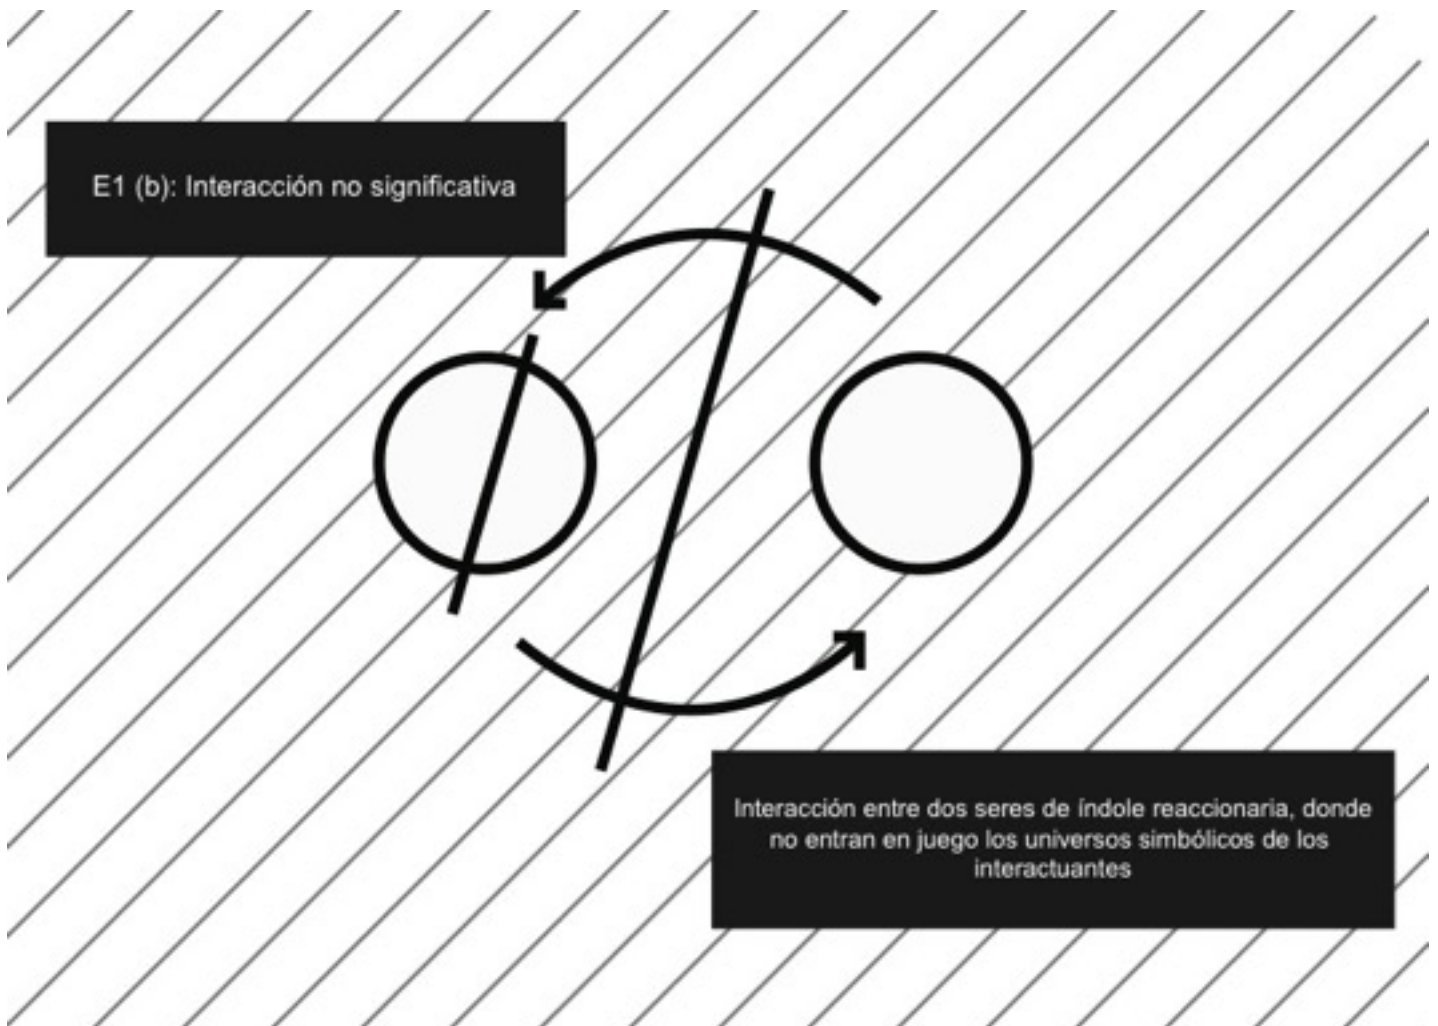 E1 (b): Interacción no significativa
Interacción entre dos seres de índole reaccionaria, donde
no entran en juego los universos simbólicos de los
interactuantes